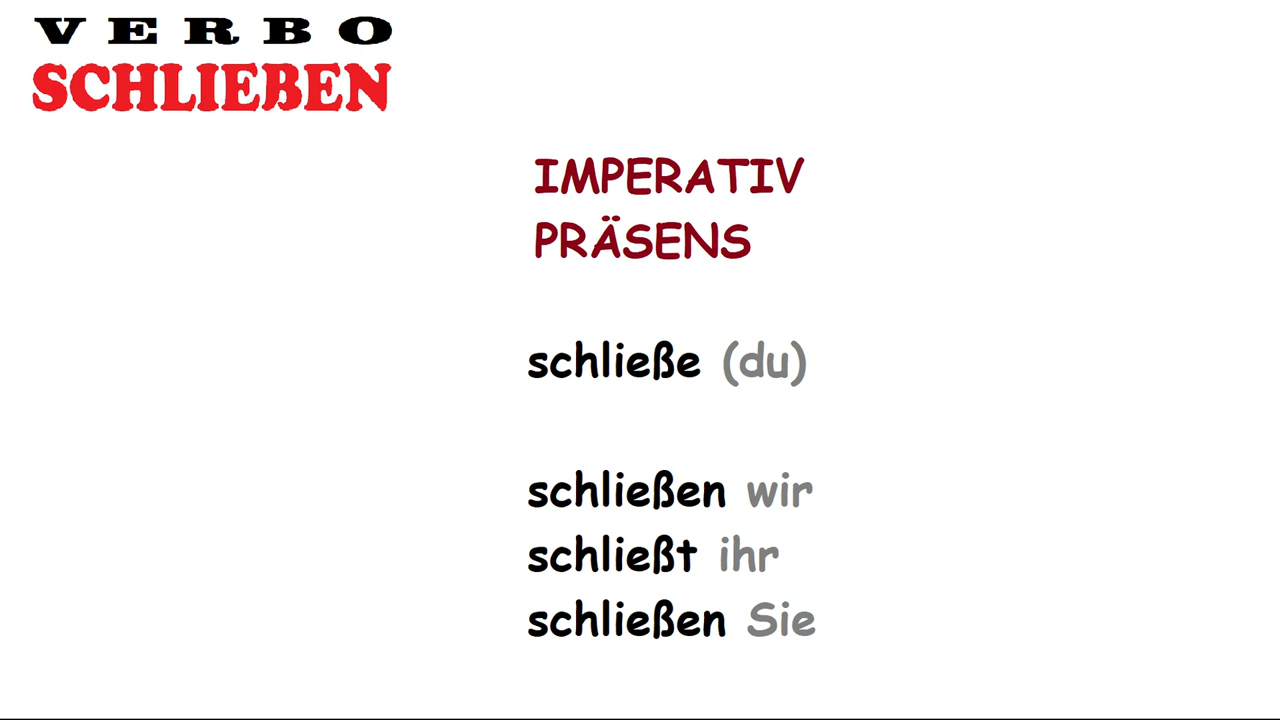 VERBO
SCHLIEßEN
IMPERATIV
PRÄSENS
schließe (du)
schließen wir
schließt ihr
schließen Sie